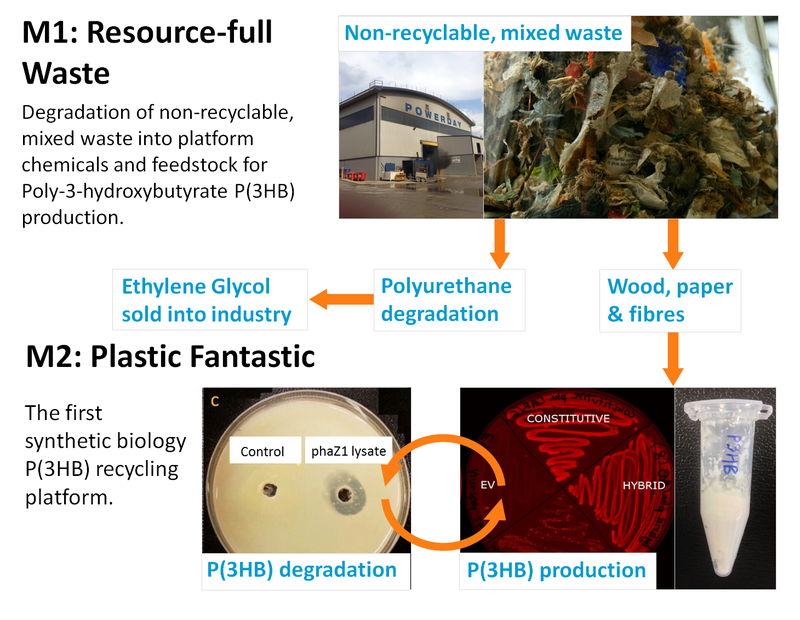 M1: Resource-full
Waste
Degradation of non-recyclable,
mixed waste into platform
chemicals and feedstock for
Poly-3-hydroxybutyrate P(3HB)
production.
Non-recyclable, mixed waste
POWERDAY
Ethylene Glycol
sold into industry
Polyurethane
degradation
Wood, paper
& fibres
M2: Plastic Fantastic
The first
synthetic biology
P(3HB) recycling
platform.
C
Control
phaZ1 lysate
P(3HB) degradation
CONSTITUTIVE
EV
HYBRID
P(3HB) production
P3HB